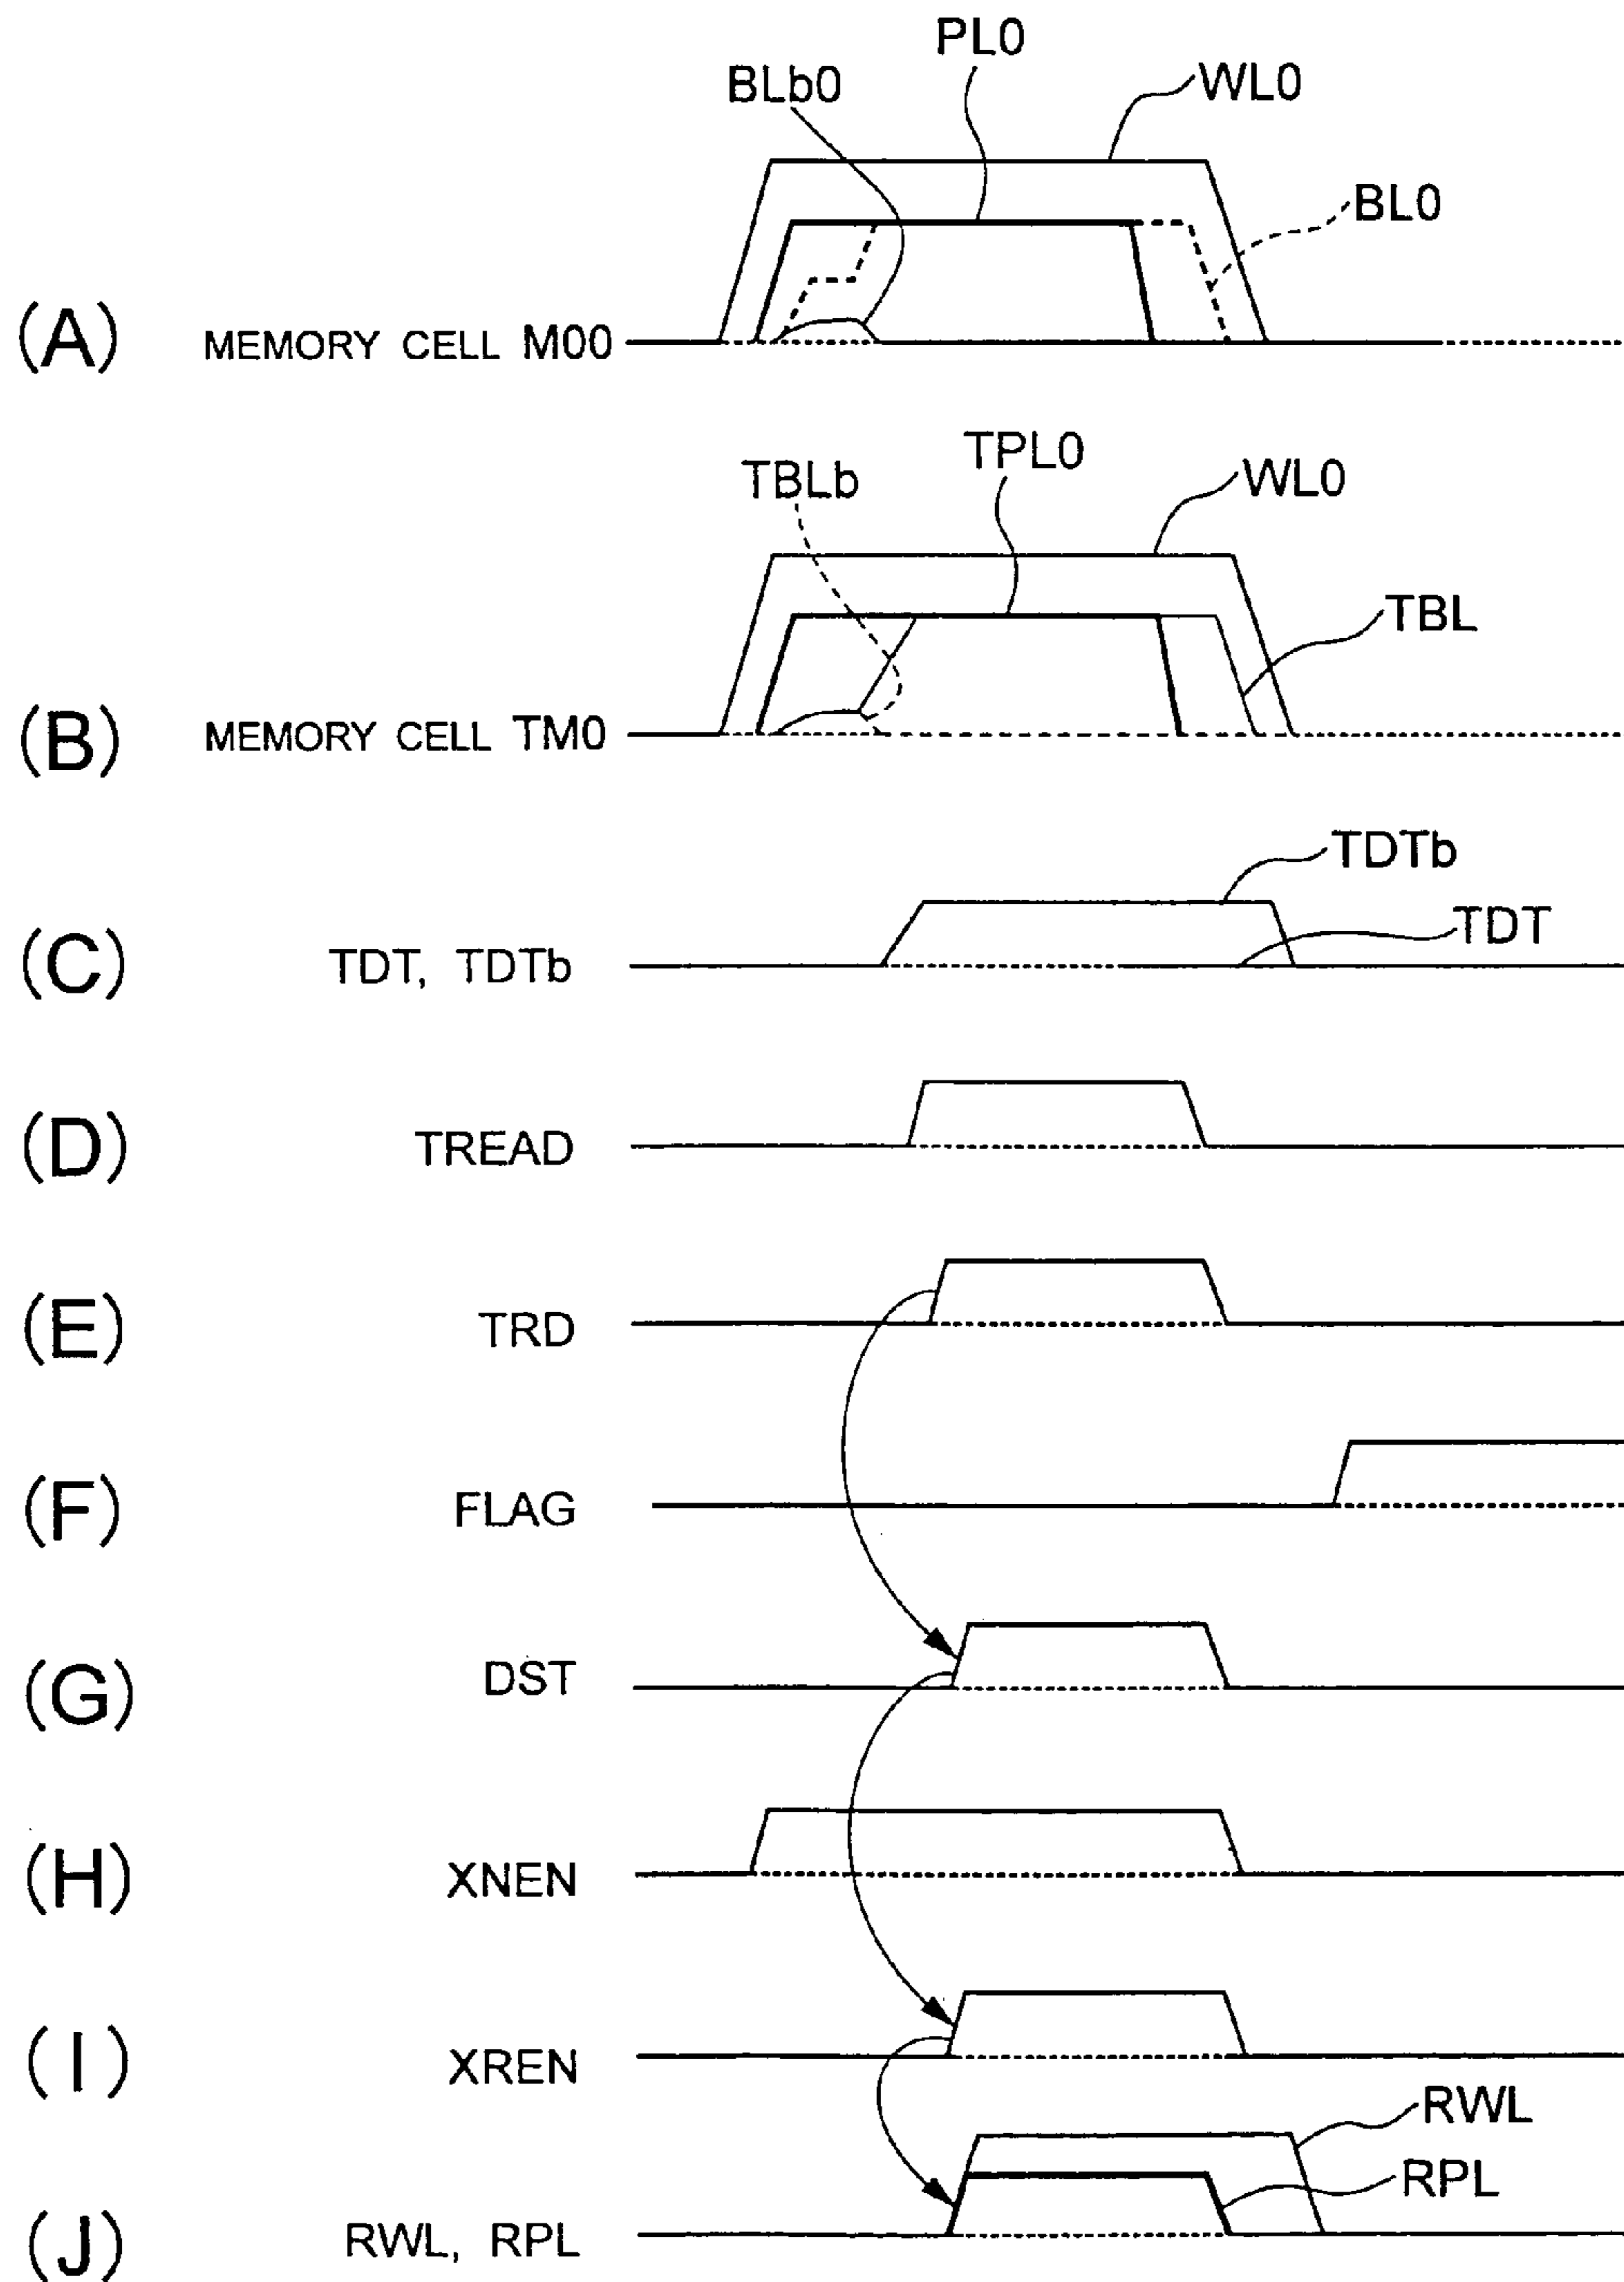 PL0
BLb0
WL0
BL0
(A) MEMORY CELL M00
TPL0
TBLb
WL0
TBL
(B) MEMORY CELL TM0
TDTb
TDT
(C) TDT, TDTb
(D) TREAD
(E) TRD
(F) FLAG
(G) DST
(H) XNEN
(I) XREN
RWL
RPL
(J) RWL, RPL